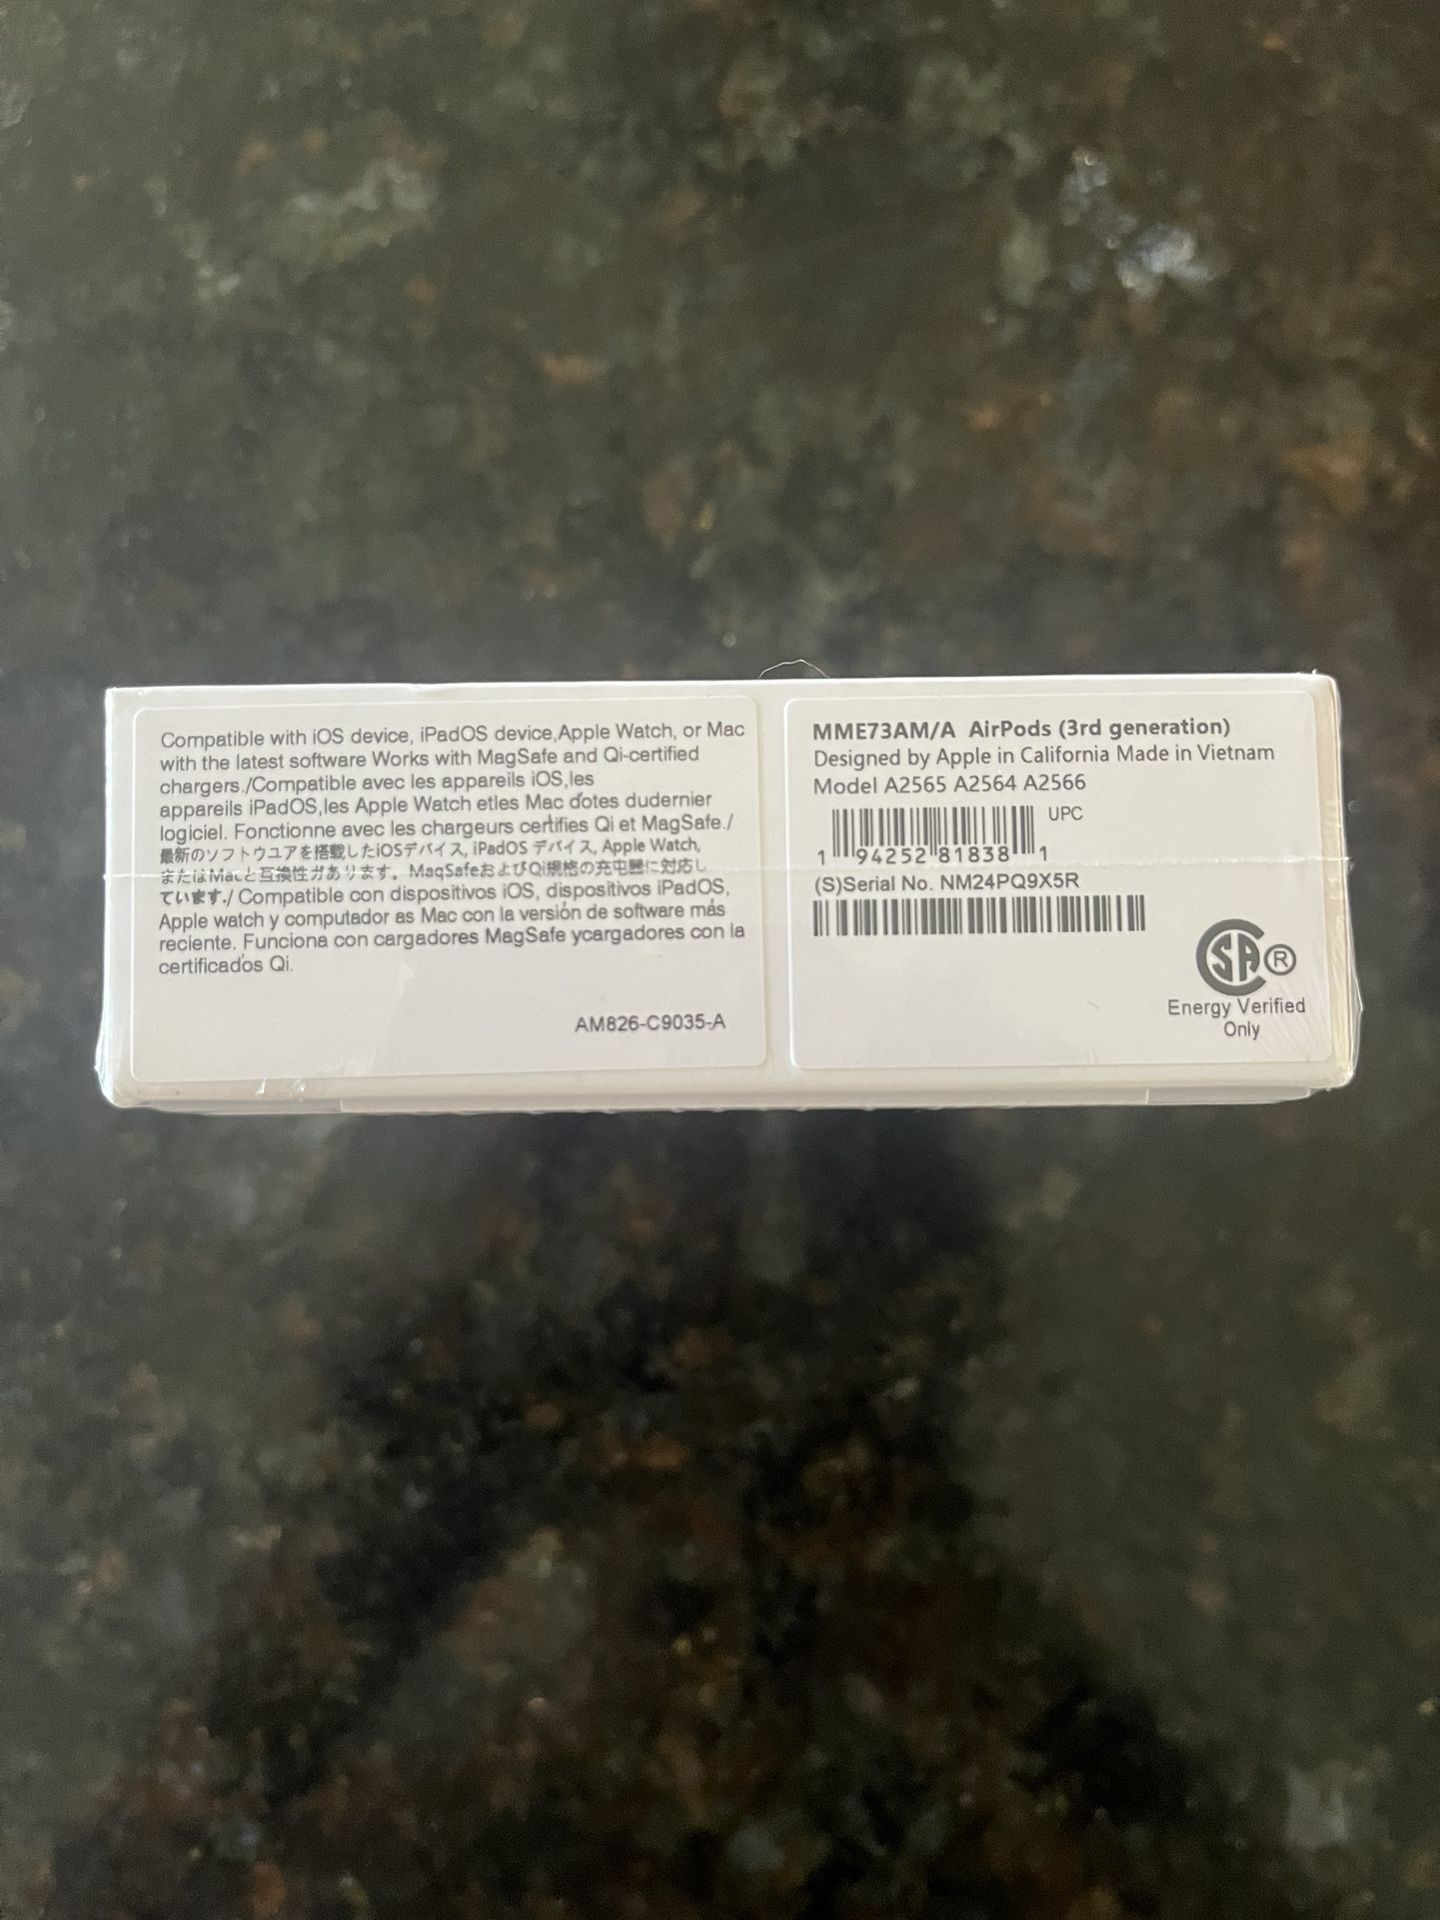 Compatible with iOS device, iPadOS device,Apple Watch, or Mac
with the latest software Works with MagSafe and Qi-certified
chargers./Compatible avec les appareils iOS,les
appareils iPadOS,les Apple Watch etles Mac dotes dudernier
logiciel. Fonctionne avec les chargeurs certifies Qi et MagSafe./
最新のソフトウユアを搭載したiOSデバイス, iPadOS デバイス, Apple Watch,
またはMacと互換性があります。MagSafeおよびQi規格の充电器に対応し
ています./ Compatible con dispositivos iOS, dispositivos iPadOS,
Apple watch y computador as Mac con la versión de software más
reciente, Funciona con cargadores MagSafe ycargadores con la
certificados Qi.
AM826-C9035-A
MME73AM/A AirPods (3rd generation)
Designed by Apple in California Made in Vietnam
Model A2565 A2564 A2566
UPC
1 94252 81838 1
(S)Serial No. NM24PQ9X5R
SA ®
Energy Verified
Only